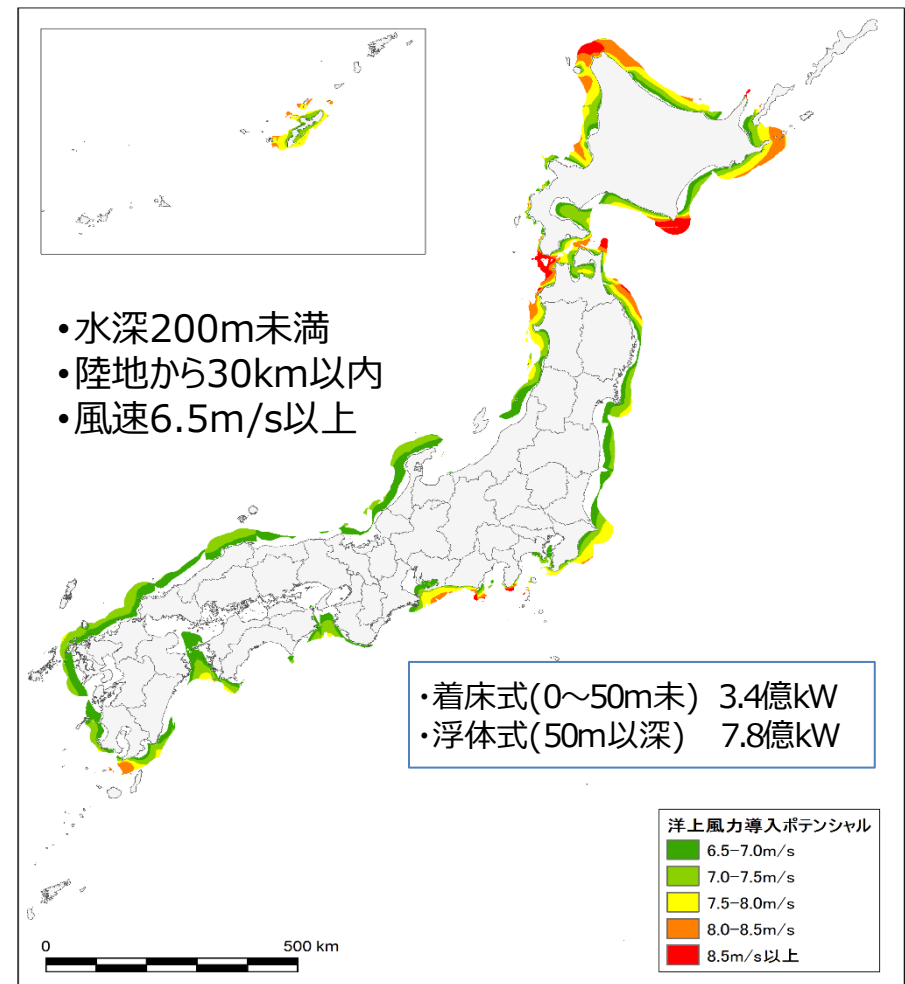 •水深200m未満
•陸地から30km以内
•風速6.5m/s以上
・着床式(0～50m未) 3.4億kW
・浮体式(50m以深) 7.8億kW
洋上風力導入ポテンシャル
6.5-7.0m/s
7.0-7.5m/s
7.5-8.0m/s
8.0-8.5m/s
8.5m/s以上
0 500 km